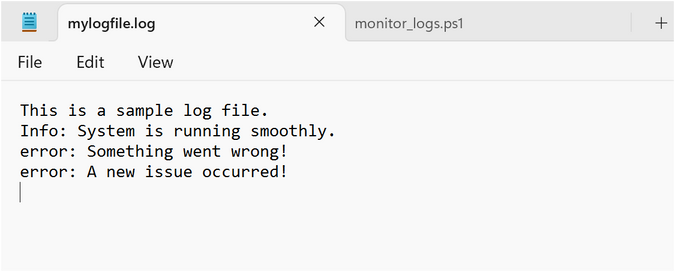 mylogfile.log
monitor_logs.ps1
File Edit View
This is a sample log file.
Info: System is running smoothly.
error: Something went wrong!
error: A new issue occurred!